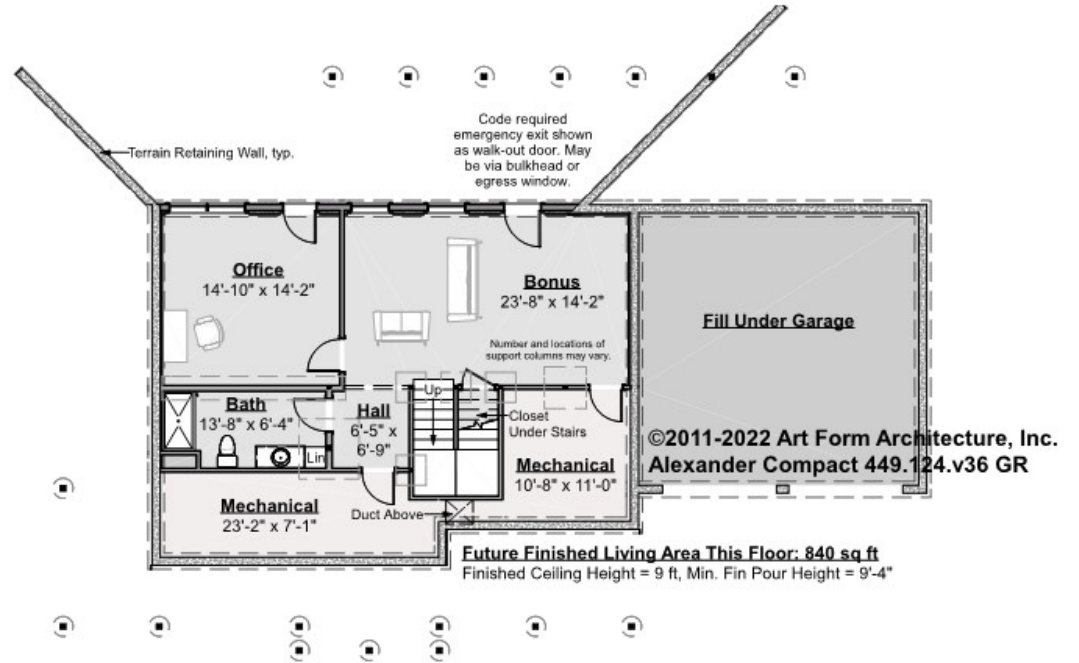 Code required
emergency exit shown
as walk-out door. May
be via bulkhead or
egress window.
Terrain Retaining Wall, typ.
Office
14'-10" x 14'-2"
Bonus
23'-8" x 14'-2"
Number and locations of
support columns may vary.
Fill Under Garage
Up
Bath
13'-8" x 6'-4"
Lin
Hall
6'-5" x
6'-9"
Closet
Under Stairs
Mechanical
10'-8" x 11'-0"
©2011-2022 Art Form Architecture, Inc.
Alexander Compact 449.124.v36 GR
Mechanical
23'-2" x 7'-1"
Duct Above
Future Finished Living Area This Floor: 840 sq ft
Finished Ceiling Height = 9 ft, Min. Fin Pour Height = 9'-4"